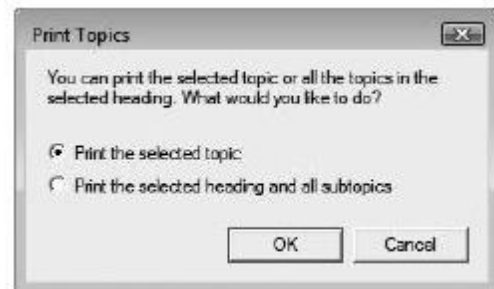 Print Topics
You can print the selected topic or all the topics in the
selected heading. What would you like to do?
Print the selected topic
Print the selected heading and all subtopics
OK Cancel